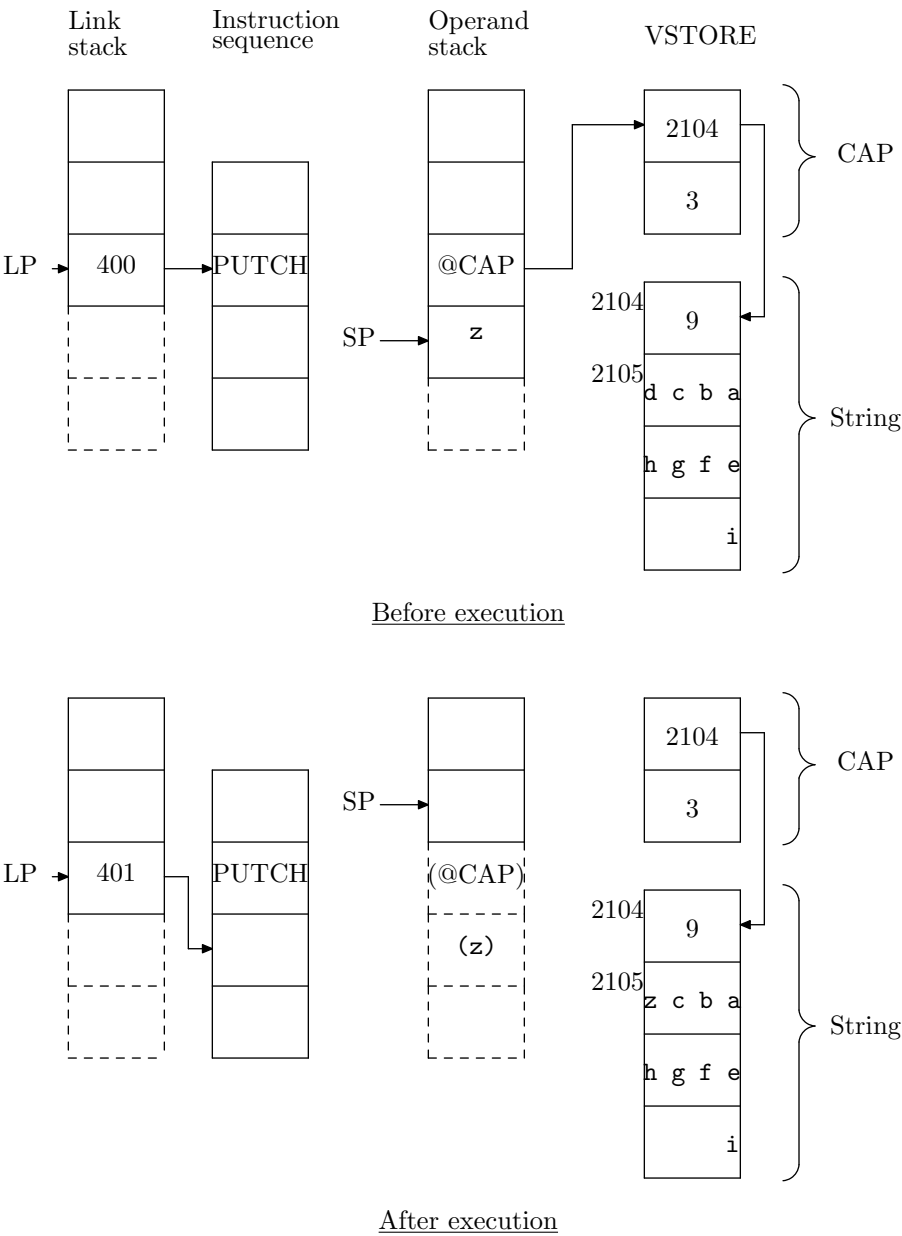 Link stack
Instruction sequence
Operand stack
VSTORE
2104
CAP
3
LP
400
PUTCH
@CAP
2104
9
SP
z
2105
d c b a
String
h g f e
i
Before execution
2104
CAP
SP
3
LP
401
PUTCH
(@CAP)
2104
9
(z)
2105
z c b a
String
h g f e
i
After execution